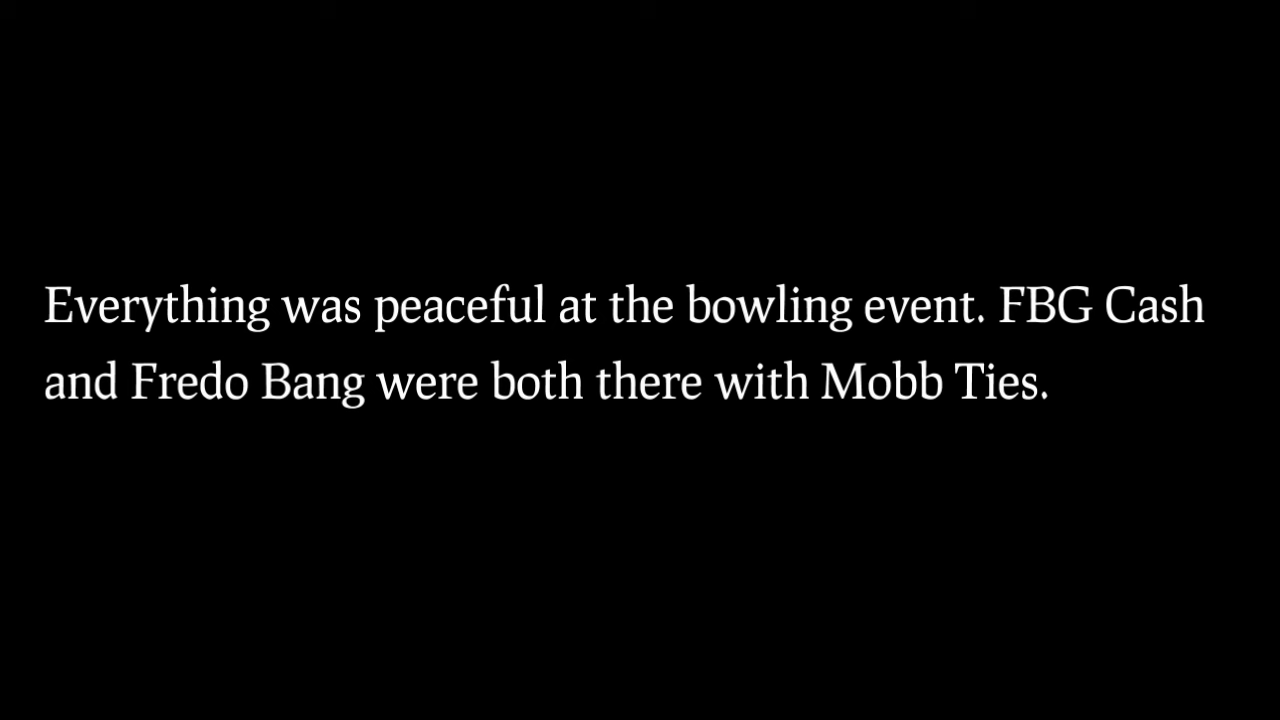 Everything was peaceful at the bowling event. FBG Cash
and Fredo Bang were both there with Mobb Ties.